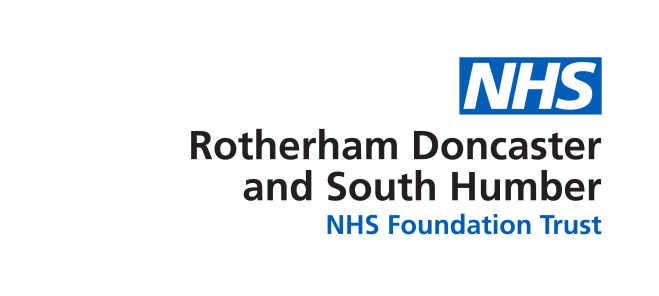 NHS
Rotherham Doncaster
and South Humber
NHS Foundation Trust